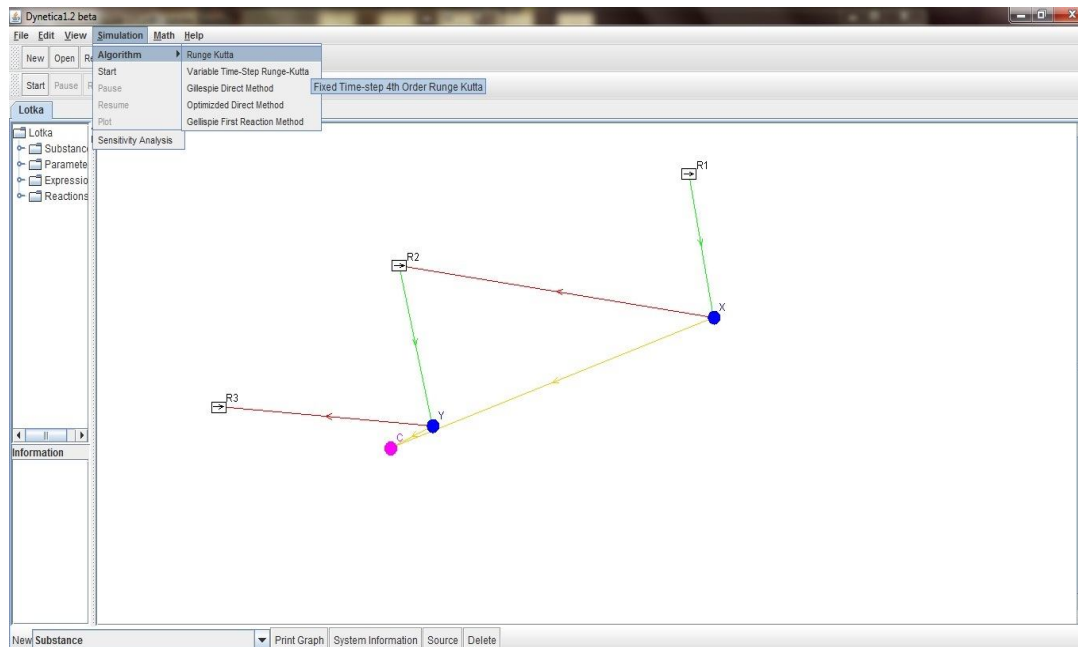 Dynetica1.2 beta
File Edit View Simulation Math Help
New Open Re
Algorithm
Start
Pause
Resume
Plot
Sensitivity Analysis
Runge Kutta
Variable Time-Step Runge-Kutta
Gillespie Direct Method
Optimizded Direct Method
Gellispie First Reaction Method
Fixed Time-step 4th Order Runge Kutta
Start Pause R
Lotka
Lotka
Substanc
Paramete
Expressio
Reactions
Information
R1
R2
X
R3
Y
C
New Substance Print Graph System Information Source Delete